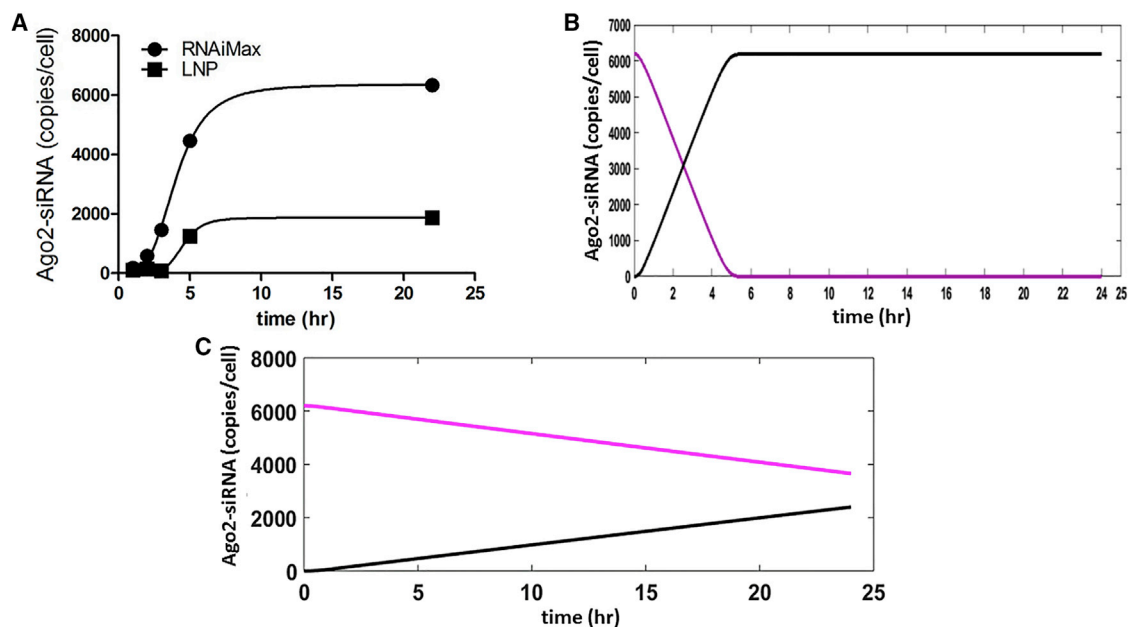 A
Ago2-siRNA (copies/cell)
8000
6000
4000
2000
0
RNAiMax
LNP
0 5 10 15 20 25
time (hr)
B
Ago2-siRNA (copies/cell)
7000
6000
5000
4000
3000
2000
1000
0
0 2 4 6 8 10 12 14 16 18 20 22 24 25
time (hr)
C
Ago2-siRNA (copies/cell)
8000
6000
4000
2000
0
0 5 10 15 20 25
time (hr)